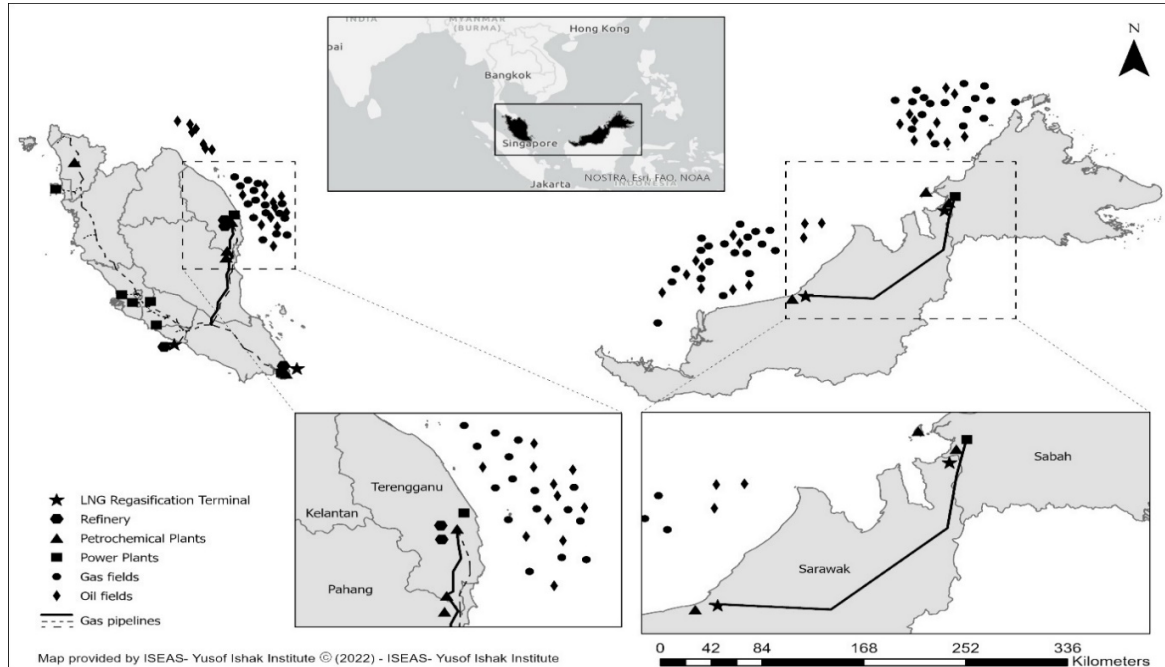 INDIA
MYANMAR
(BURMA)
Hong Kong
Bangkok
Singapore
NOSTRA, Esri, FAO, NOAA
Jakarta
INDONESIA
N
LNG Regasification Terminal
Refinery
Petrochemical Plants
Power Plants
Gas fields
Oil fields
Gas pipelines
Terengganu
Kelantan
Pahang
Sabah
Sarawak
0 42 84 168 252 336
Kilometers
Map provided by ISEAS- Yusof Ishak Institute © (2022) - ISEAS- Yusof Ishak Institute